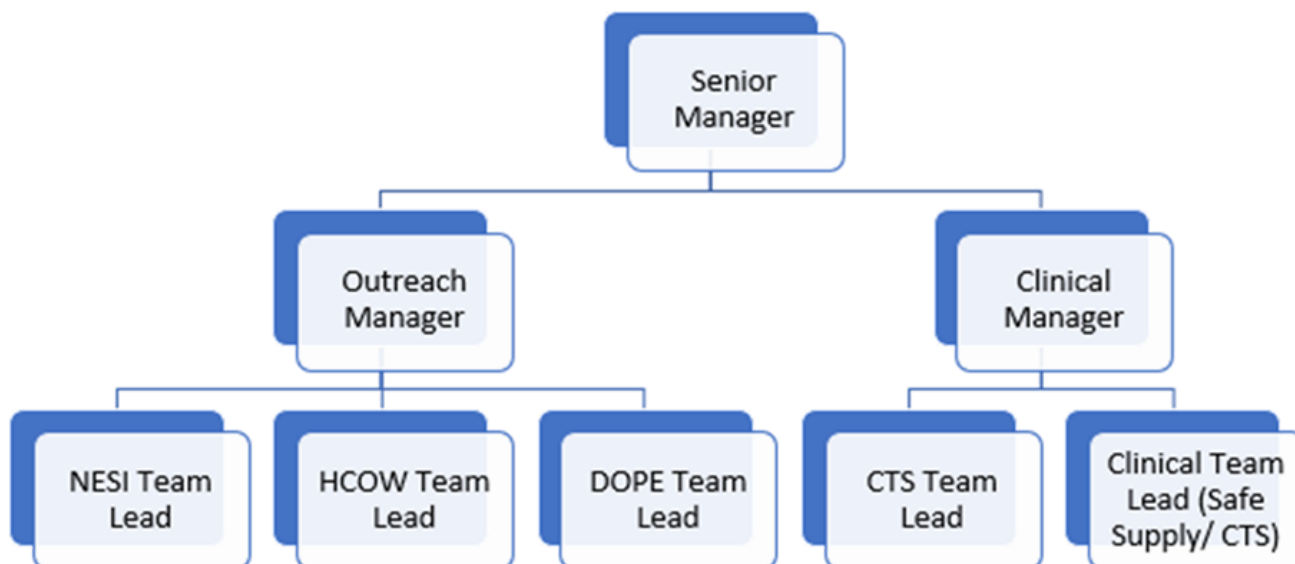 Senior
Manager
Outreach
Manager
Clinical
Manager
NESI Team
Lead
HCOW Team
Lead
DOPE Team
Lead
CTS Team
Lead
Clinical Team
Lead (Safe
Supply/ CTS)